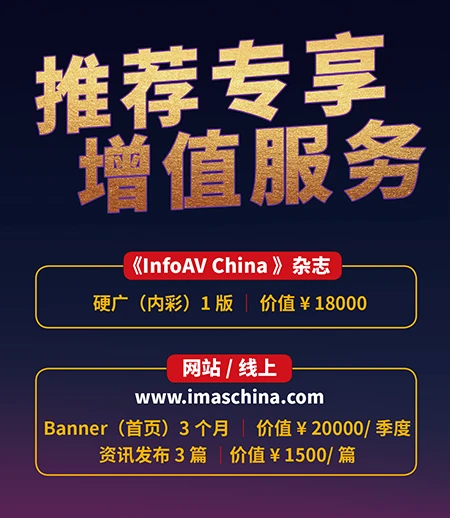 推荐专享
增值服务
《InfoAV China 》杂志
硬广（内彩）1 版 | 价值 ¥ 18000
网站 / 线上
www.imaschina.com
Banner（首页）3 个月 | 价值 ¥ 20000/ 季度
资讯发布 3 篇 | 价值 ¥ 1500/ 篇